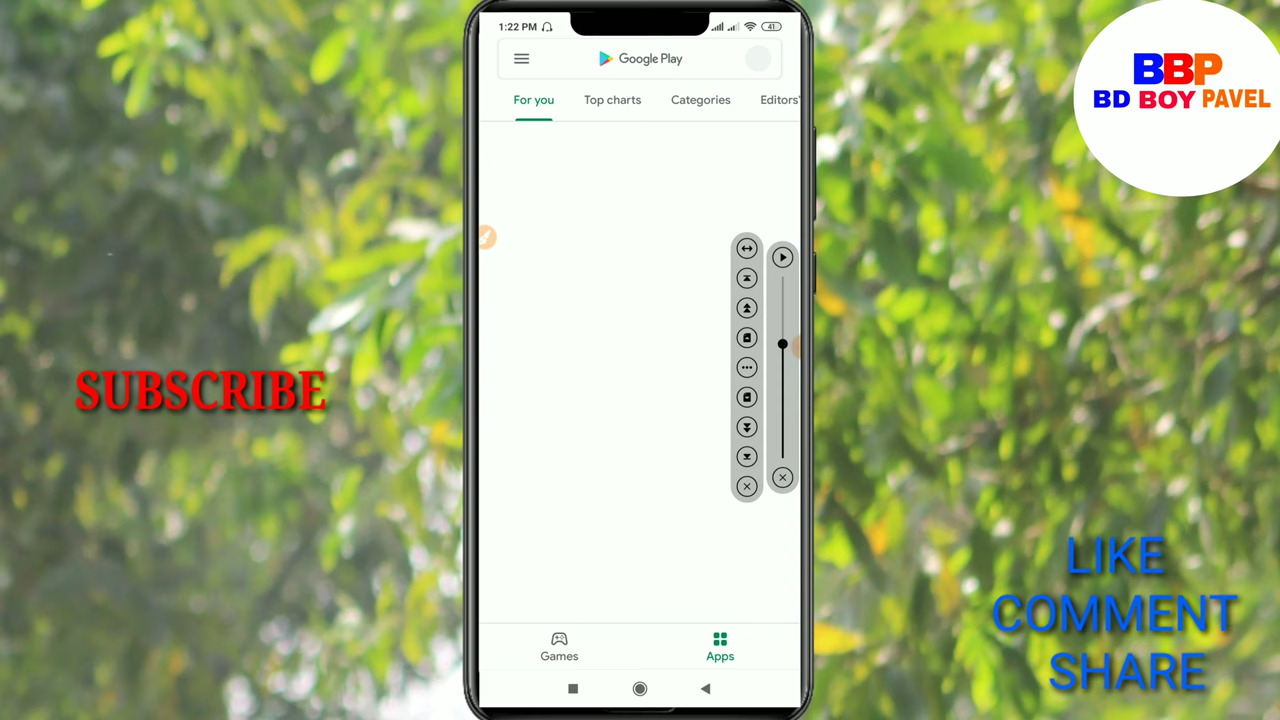 1:22 PM
41
Google Play
For you
Top charts
Categories
Editors'
BBP
BD BOY PAVEL
SUBSCRIBE
LIKE
COMMENT
SHARE
Games
Apps